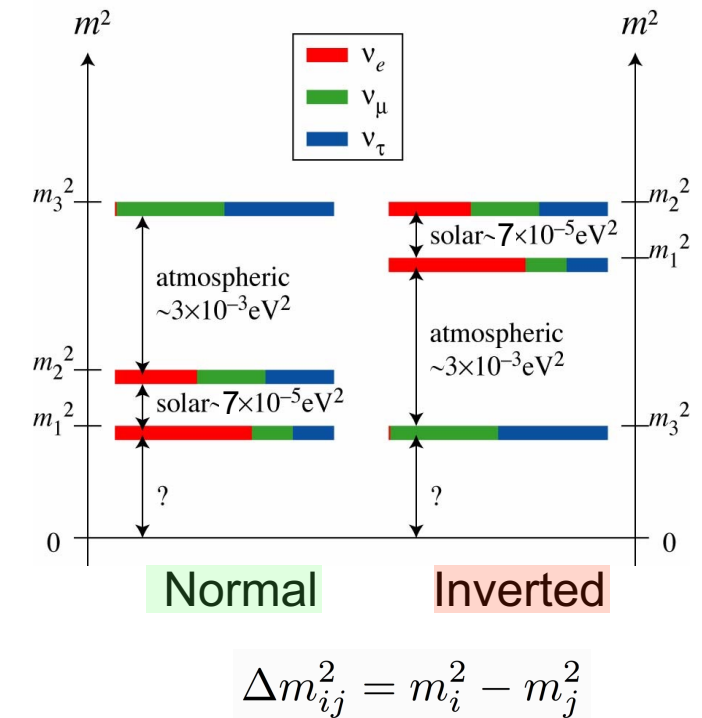 m²
m²
νₑ
ν_μ
ν_τ
m₃²
m₂²
solar~7×10⁻⁵eV²
m₁²
atmospheric
~3×10⁻³eV²
atmospheric
~3×10⁻³eV²
m₂²
solar~7×10⁻⁵eV²
m₁²
m₃²
?
?
0
0
Normal
Inverted
Δm²ᵢⱼ = m²ᵢ − m²ⱼ